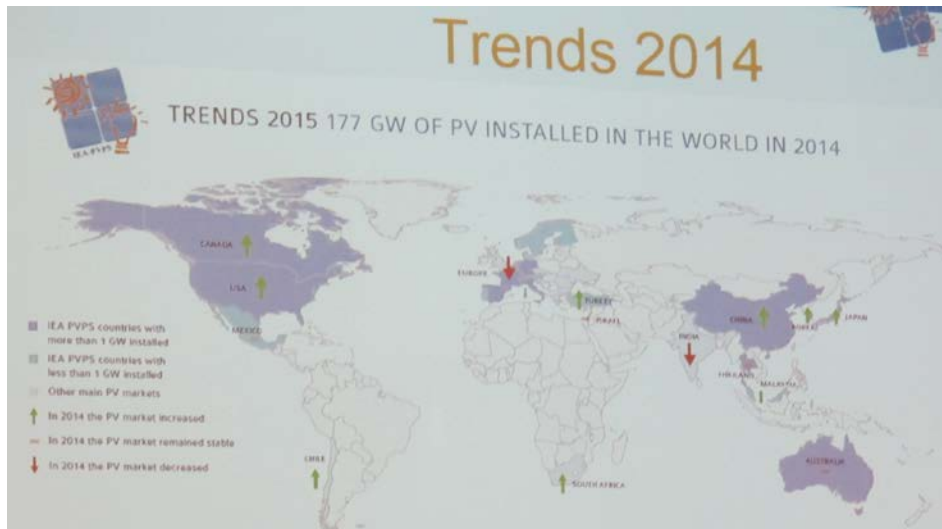 Trends 2014
TRENDS 2015 177 GW OF PV INSTALLED IN THE WORLD IN 2014
IEA-PVPS
CANADA
USA
MEXICO
EUROPE
TURKEY
ISRAEL
CHINA
KOREA
JAPAN
INDIA
THAILAND
MALAYSIA
AUSTRALIA
CHILE
SOUTH AFRICA
IEA PVPS countries with
more than 1 GW installed
IEA PVPS countries with
less than 1 GW installed
Other main PV markets
In 2014 the PV market increased
In 2014 the PV market remained stable
In 2014 the PV market decreased